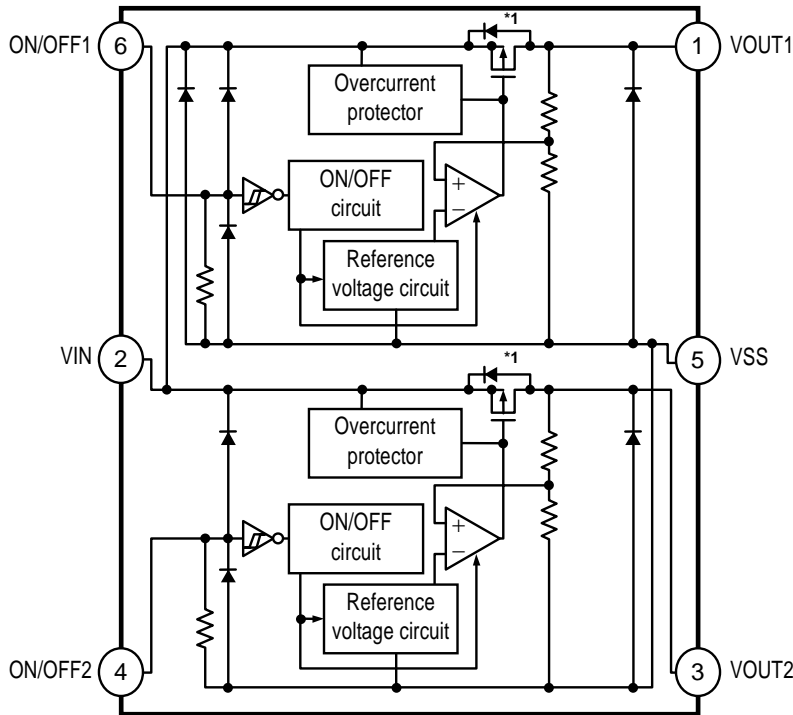 *1
ON/OFF1
6
1
VOUT1
Overcurrent
protector
+
−
ON/OFF
circuit
Reference
voltage circuit
VIN
2
*1
5
VSS
Overcurrent
protector
+
−
ON/OFF
circuit
Reference
voltage circuit
ON/OFF2
4
3
VOUT2